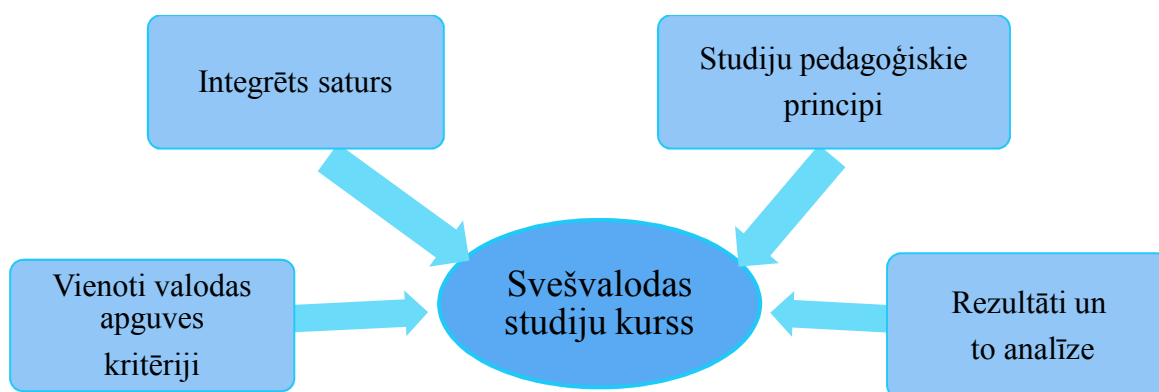 Integrēts saturs
Studiju pedagoģiskie
principi
Vienoti valodas
apguves
kritēriji
Svešvalodas
studiju kurss
Rezultāti un
to analīze